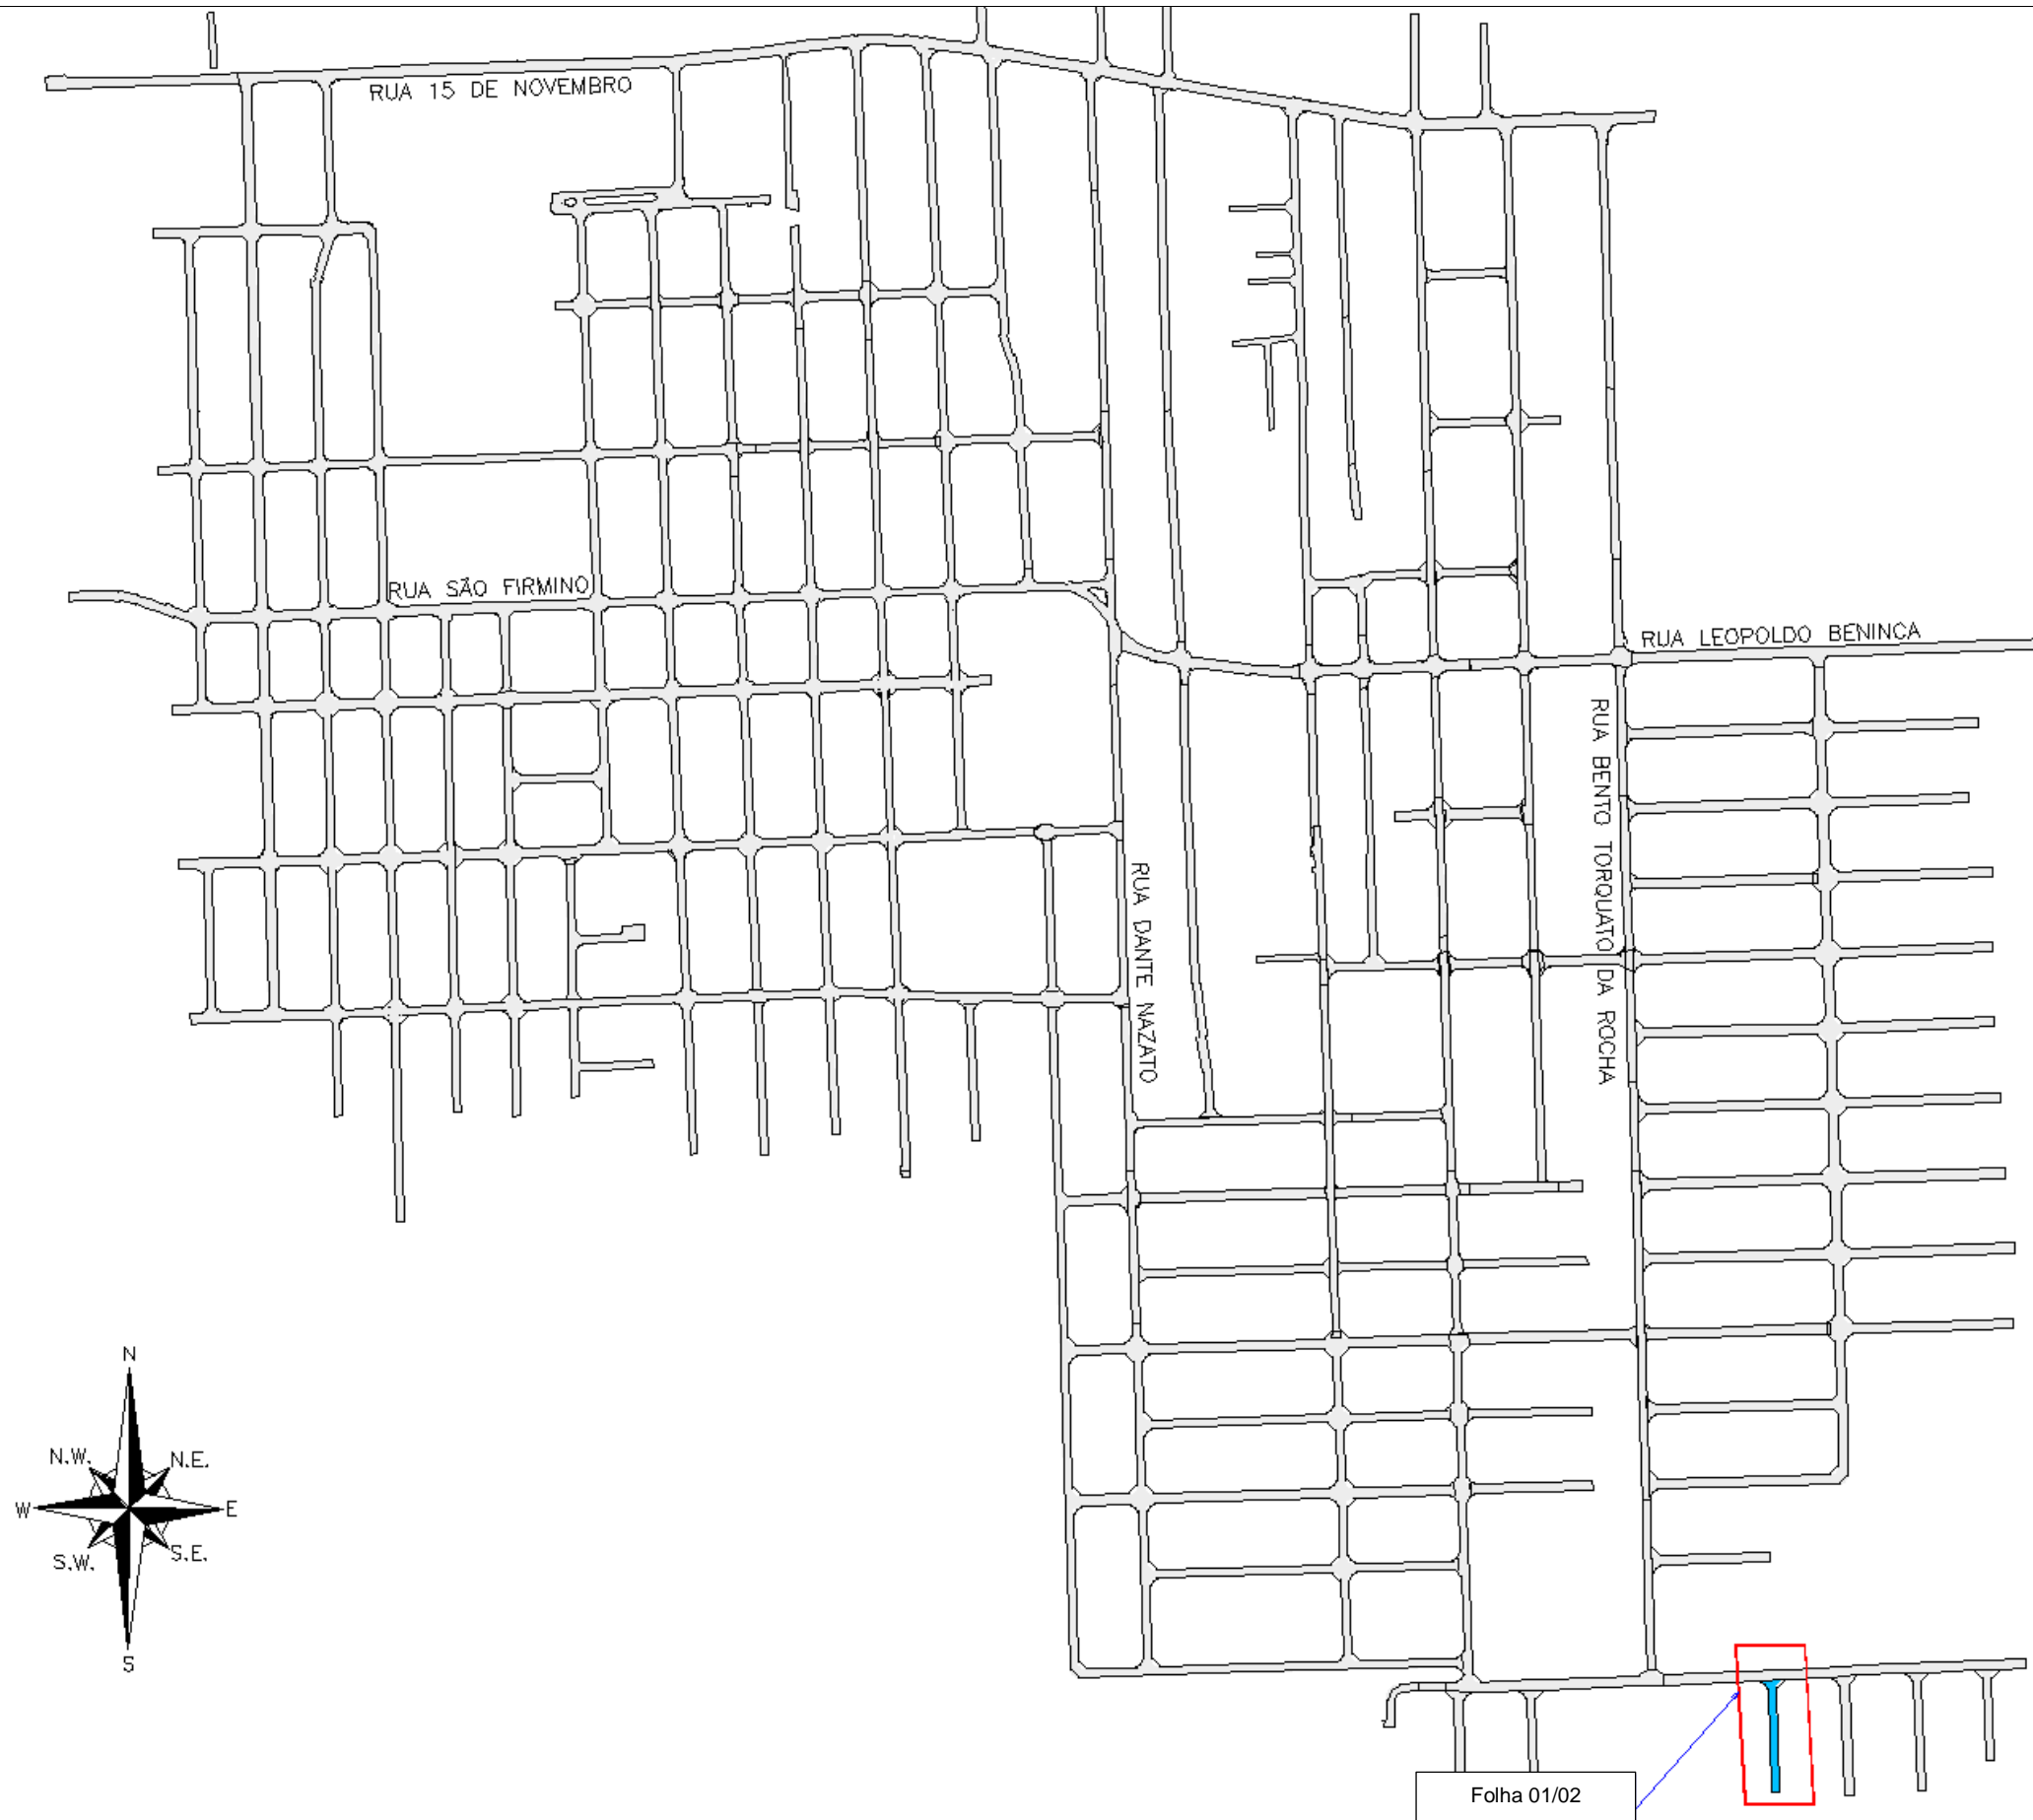 RUA 15 DE NOVEMBRO
RUA SÃO FIRMINO
RUA LEOPOLDO BENINCA
RUA BENTO TORQUATO DA ROCHA
RUA DANTE NAZATO
N
N.W.
N.E.
W
E
S.W.
S.E.
S
Folha 01/02